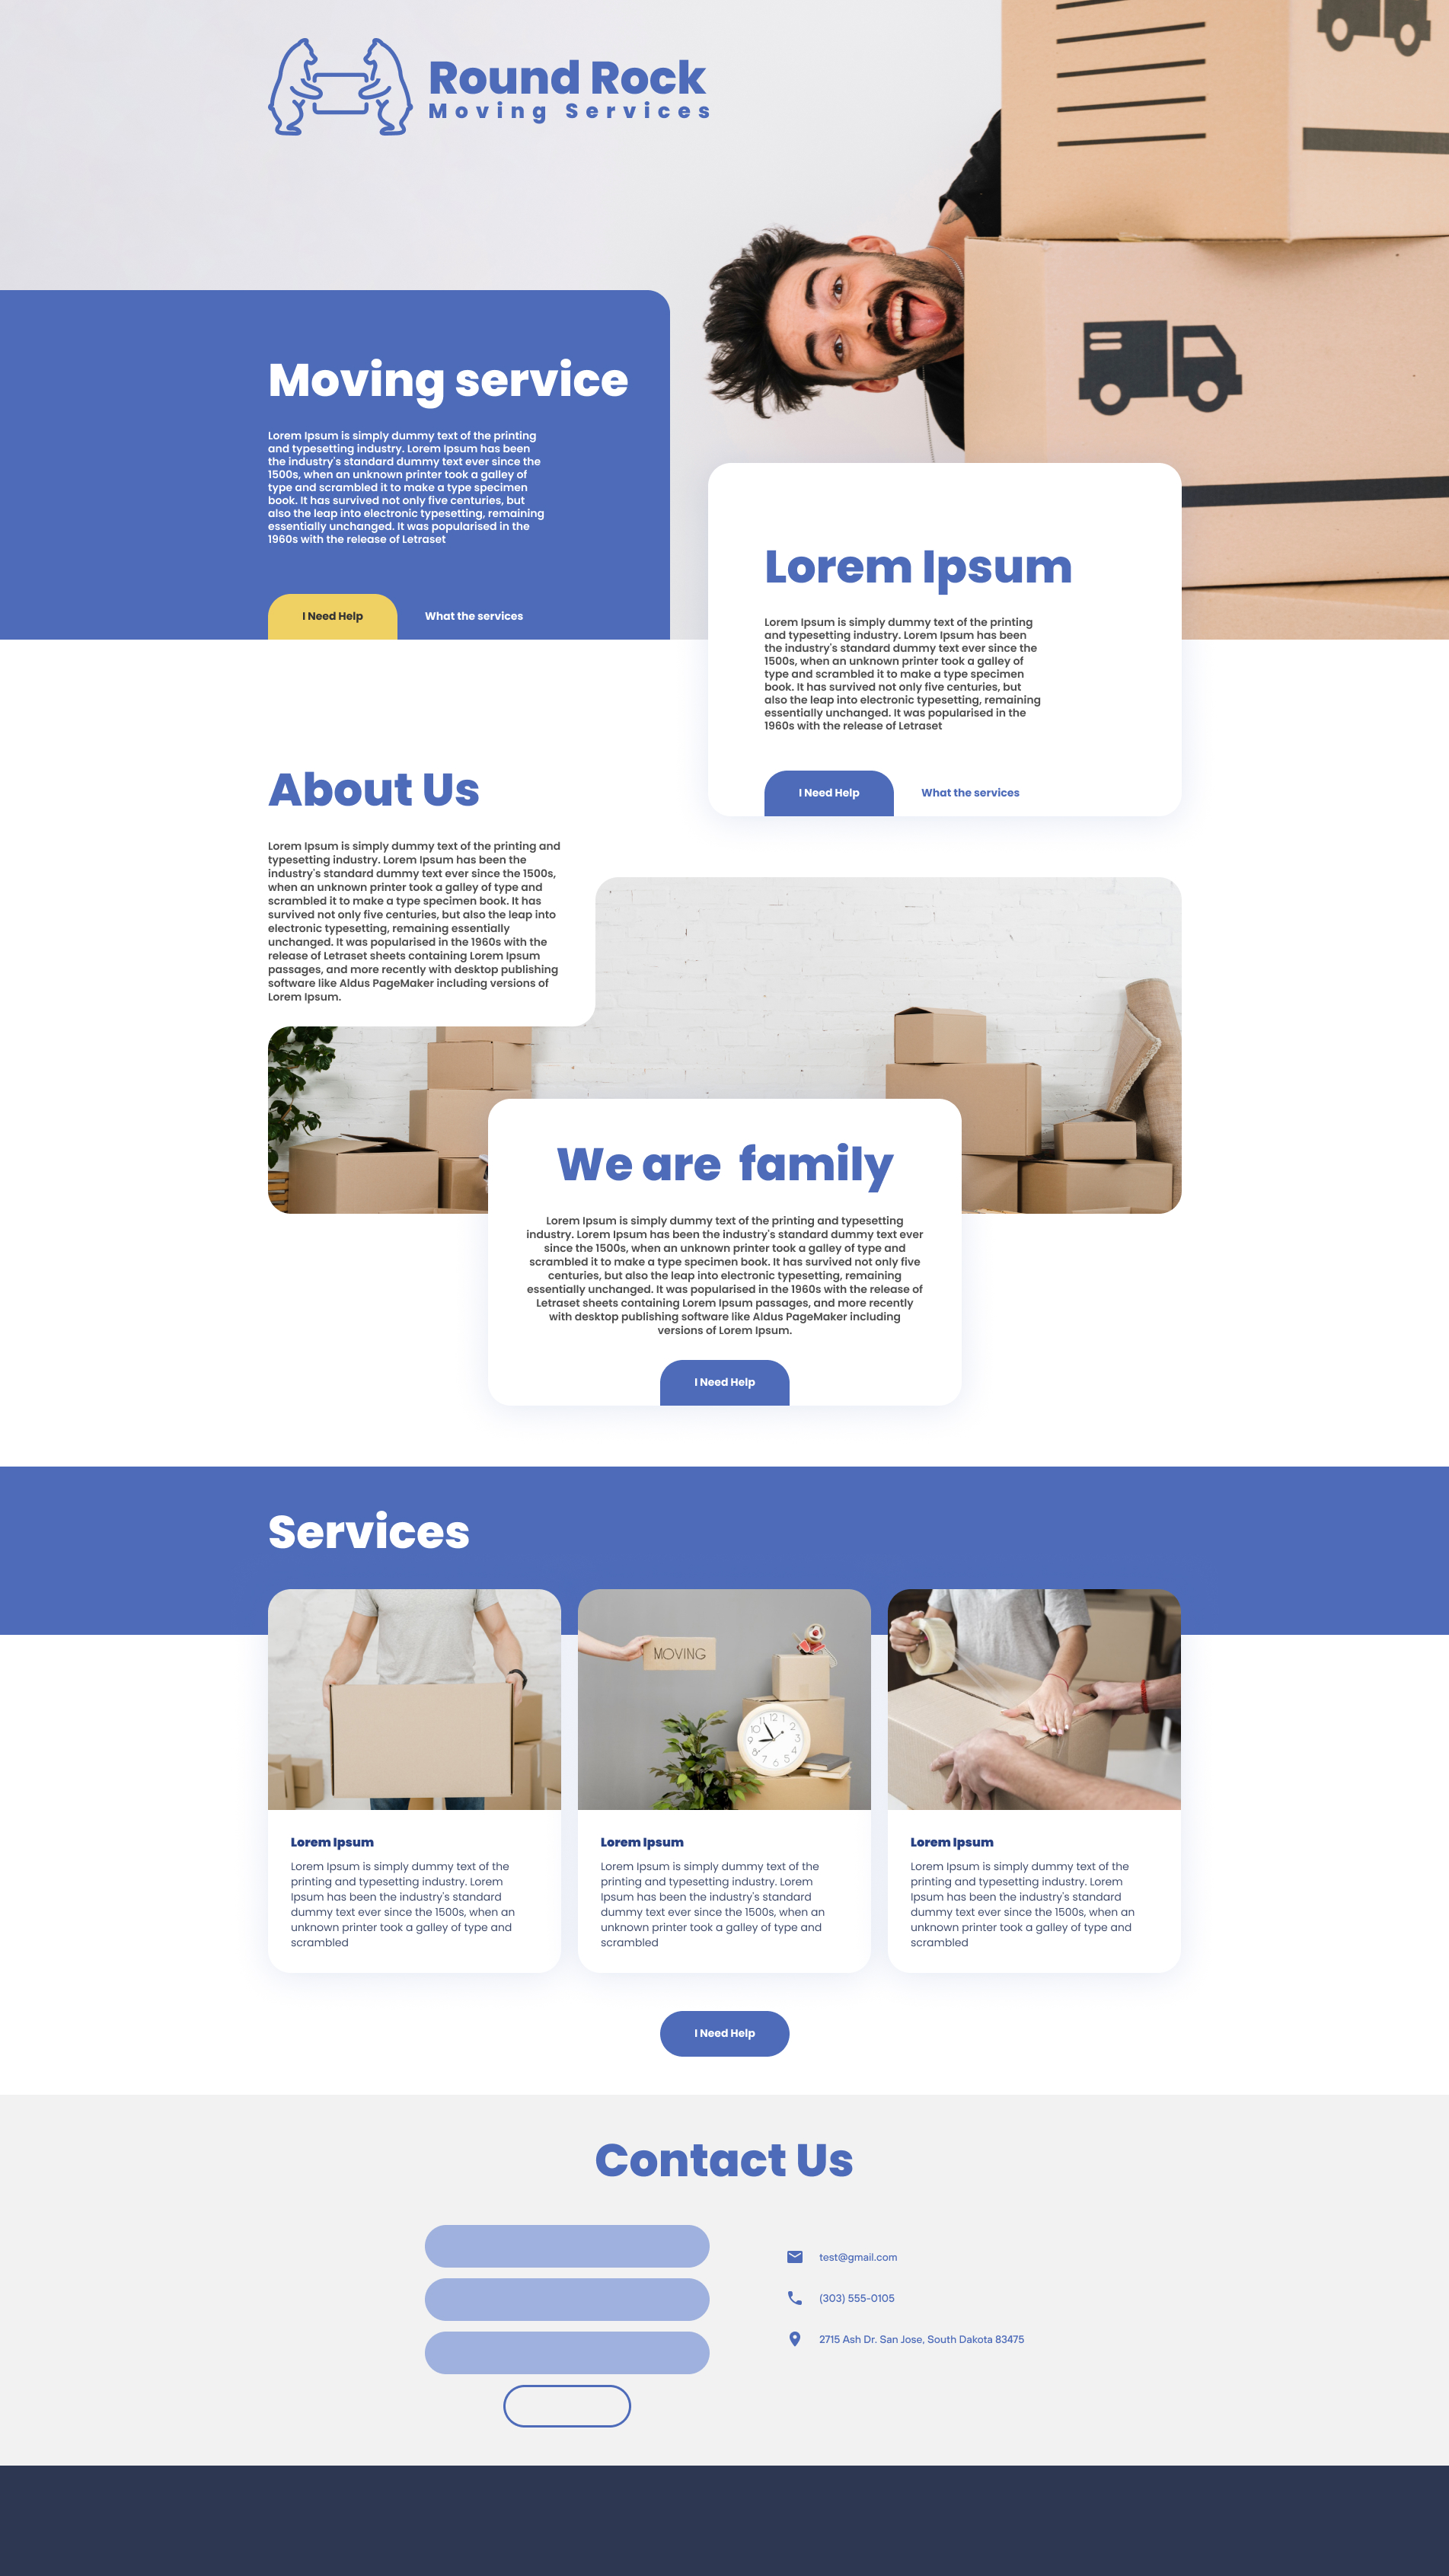 Round Rock
Moving Services
Moving service
Lorem Ipsum is simply dummy text of the printing
and typesetting industry. Lorem Ipsum has been
the industry's standard dummy text ever since the
1500s, when an unknown printer took a galley of
type and scrambled it to make a type specimen
book. It has survived not only five centuries, but
also the leap into electronic typesetting, remaining
essentially unchanged. It was popularised in the
1960s with the release of Letraset
I Need Help
What the services
Lorem Ipsum
Lorem Ipsum is simply dummy text of the printing
and typesetting industry. Lorem Ipsum has been
the industry's standard dummy text ever since the
1500s, when an unknown printer took a galley of
type and scrambled it to make a type specimen
book. It has survived not only five centuries, but
also the leap into electronic typesetting, remaining
essentially unchanged. It was popularised in the
1960s with the release of Letraset
I Need Help
What the services
About Us
Lorem Ipsum is simply dummy text of the printing and
typesetting industry. Lorem Ipsum has been the
industry's standard dummy text ever since the 1500s,
when an unknown printer took a galley of type and
scrambled it to make a type specimen book. It has
survived not only five centuries, but also the leap into
electronic typesetting, remaining essentially
unchanged. It was popularised in the 1960s with the
release of Letraset sheets containing Lorem Ipsum
passages, and more recently with desktop publishing
software like Aldus PageMaker including versions of
Lorem Ipsum.
We are family
Lorem Ipsum is simply dummy text of the printing and typesetting
industry. Lorem Ipsum has been the industry's standard dummy text ever
since the 1500s, when an unknown printer took a galley of type and
scrambled it to make a type specimen book. It has survived not only five
centuries, but also the leap into electronic typesetting, remaining
essentially unchanged. It was popularised in the 1960s with the release of
Letraset sheets containing Lorem Ipsum passages, and more recently
with desktop publishing software like Aldus PageMaker including
versions of Lorem Ipsum.
I Need Help
Services
MOVING
12
1
2
3
4
5
6
7
8
9
10
11
Lorem Ipsum
Lorem Ipsum is simply dummy text of the
printing and typesetting industry. Lorem
Ipsum has been the industry's standard
dummy text ever since the 1500s, when an
unknown printer took a galley of type and
scrambled
Lorem Ipsum
Lorem Ipsum is simply dummy text of the
printing and typesetting industry. Lorem
Ipsum has been the industry's standard
dummy text ever since the 1500s, when an
unknown printer took a galley of type and
scrambled
Lorem Ipsum
Lorem Ipsum is simply dummy text of the
printing and typesetting industry. Lorem
Ipsum has been the industry's standard
dummy text ever since the 1500s, when an
unknown printer took a galley of type and
scrambled
I Need Help
Contact Us
test@gmail.com
(303) 555-0105
2715 Ash Dr. San Jose, South Dakota 83475